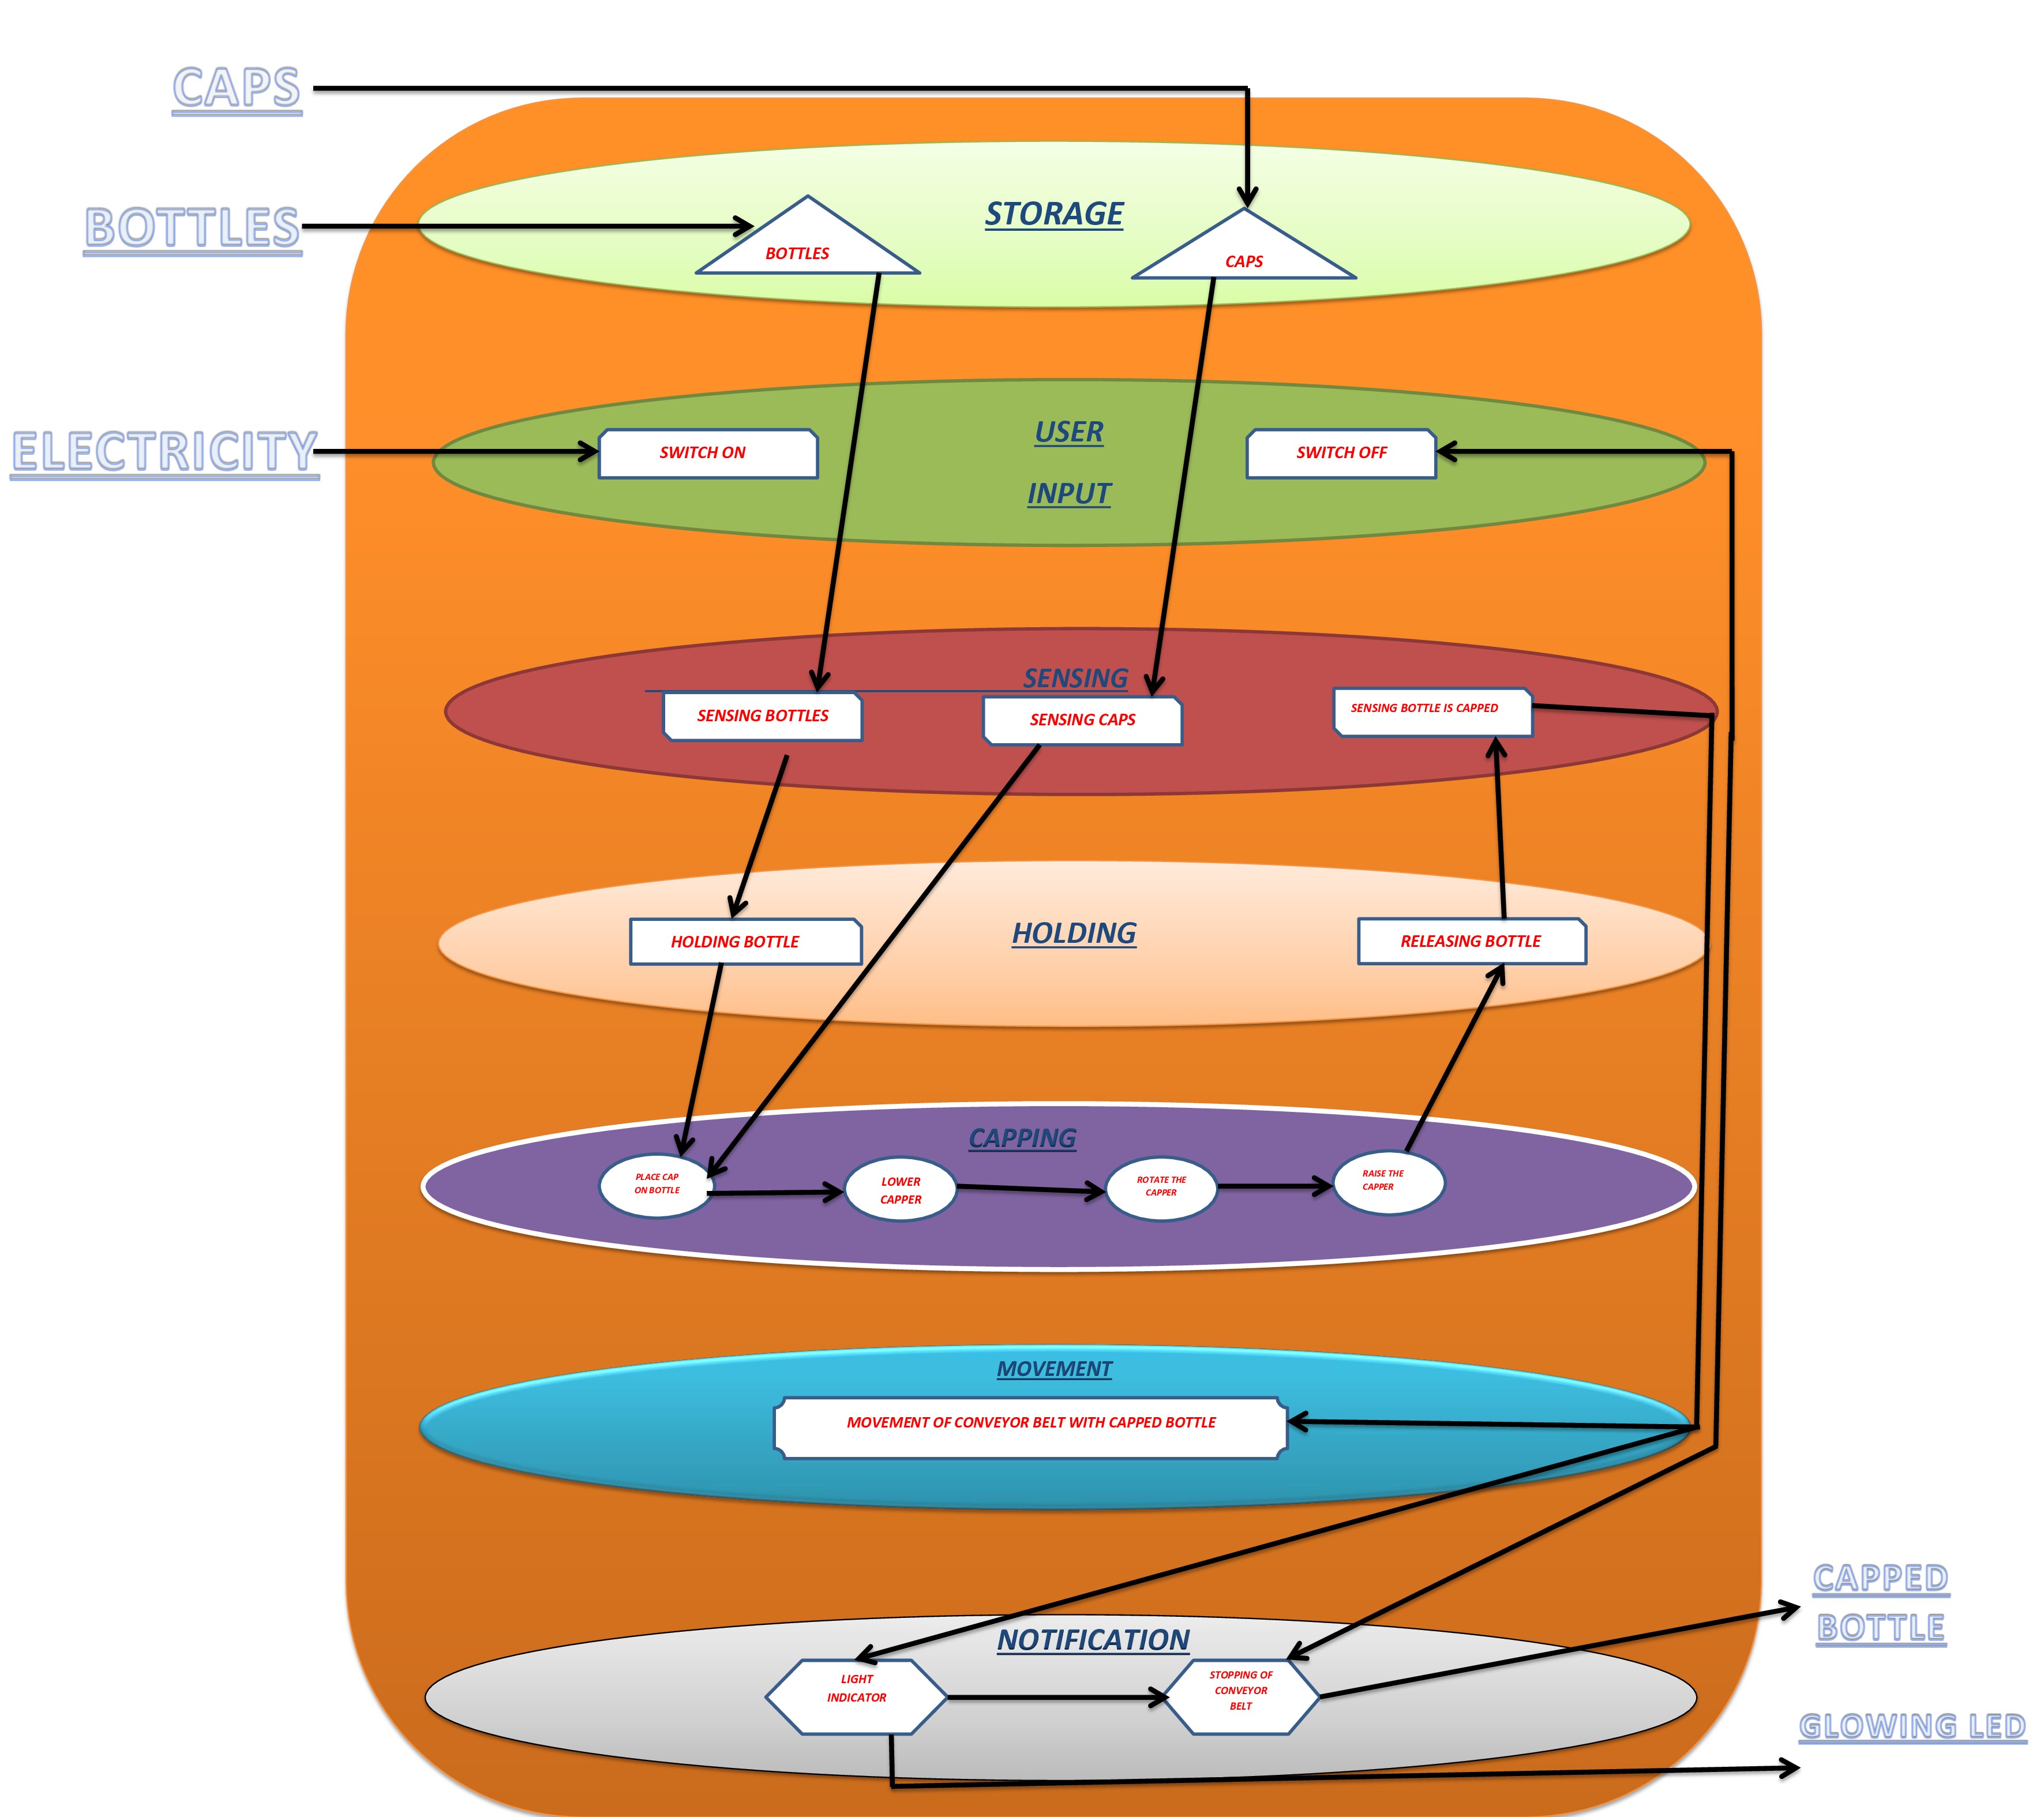 CAPS
BOTTLES
STORAGE
BOTTLES
CAPS
ELECTRICITY
USER
INPUT
SWITCH ON
SWITCH OFF
SENSING
SENSING BOTTLES
SENSING CAPS
SENSING BOTTLE IS CAPPED
HOLDING
HOLDING BOTTLE
RELEASING BOTTLE
CAPPING
PLACE CAP
ON BOTTLE
LOWER
CAPPER
ROTATE THE
CAPPER
RAISE THE
CAPPER
MOVEMENT
MOVEMENT OF CONVEYOR BELT WITH CAPPED BOTTLE
NOTIFICATION
LIGHT
INDICATOR
STOPPING OF
CONVEYOR
BELT
CAPPED
BOTTLE
GLOWING LED